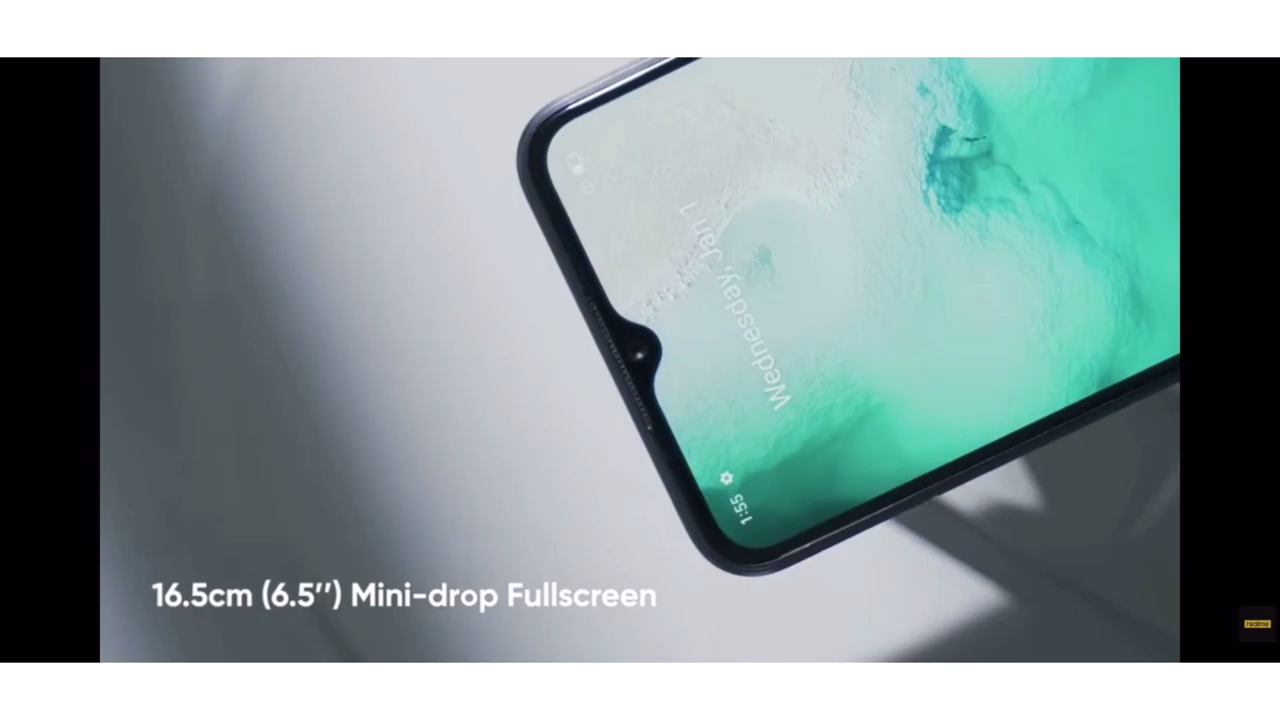 Wednesday, Jan 1
1:55
16.5cm (6.5’’) Mini-drop Fullscreen
realme